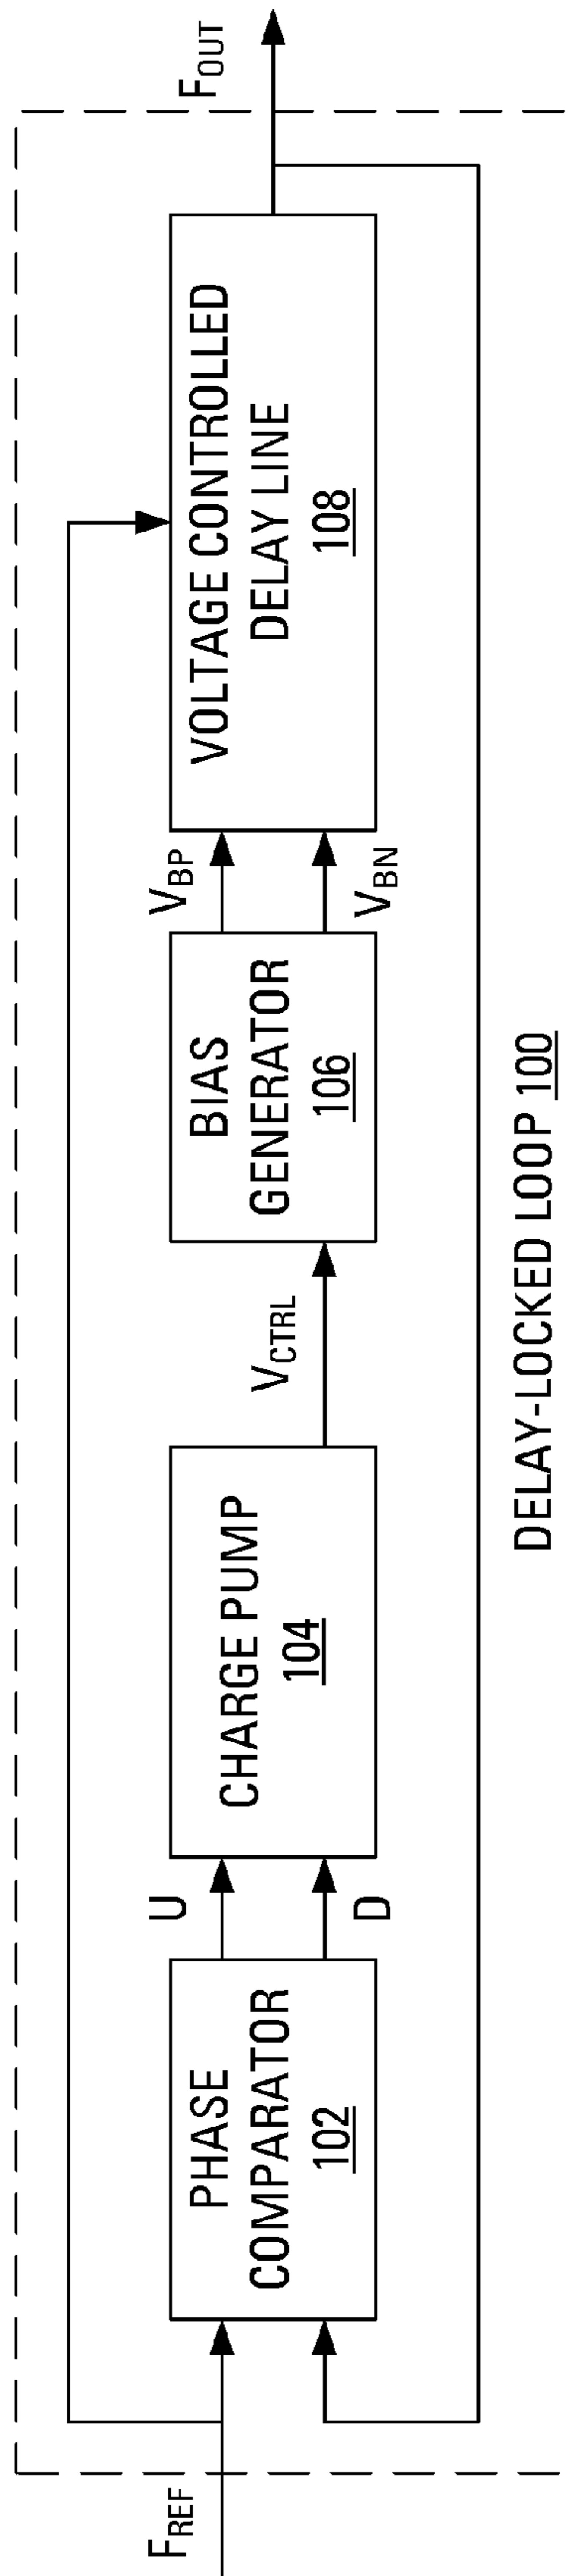 F_REF
PHASE
COMPARATOR
102
U
D
CHARGE PUMP
104
V_CTRL
BIAS
GENERATOR
106
V_BP
V_BN
VOLTAGE CONTROLLED
DELAY LINE
108
F_OUT
DELAY-LOCKED LOOP 100